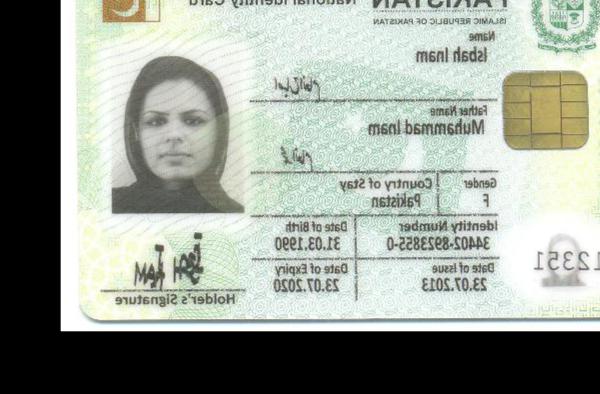 PAKISTAN National Identity Card
ISLAMIC REPUBLIC OF PAKISTAN
Name
Isbah Inam
Father Name
Muhammad Inam
Gender Country of Stay
F Pakistan
Identity Number Date of Birth
34402-8923855-0 31.03.1990
Date of Issue Date of Expiry
23.07.2013 23.07.2020
Holder's Signature